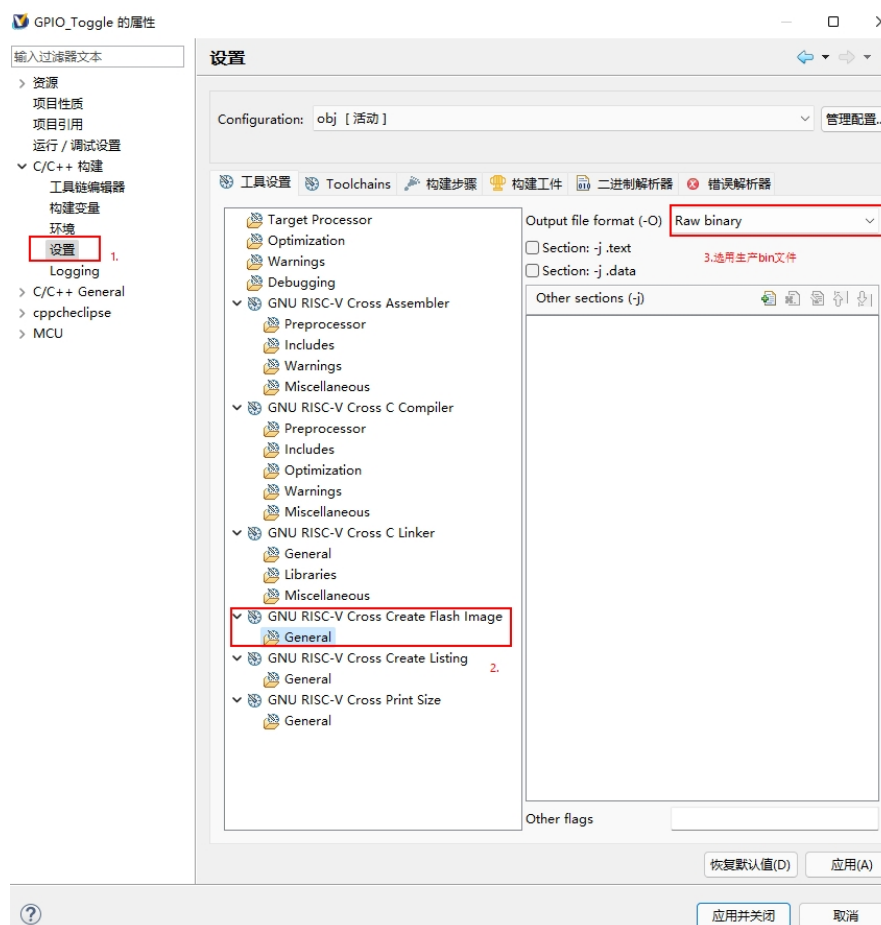 GPIO_Toggle 的属性
输入过滤器文本
资源
项目性质
项目引用
运行 / 调试设置
C/C++ 构建
工具链编辑器
构建变量
环境
设置
1.
Logging
C/C++ General
cppcheclipse
MCU
设置
Configuration:
obj [ 活动 ]
管理配置..
工具设置
Toolchains
构建步骤
构建工件
二进制解析器
错误解析器
Target Processor
Optimization
Warnings
Debugging
GNU RISC-V Cross Assembler
Preprocessor
Includes
Warnings
Miscellaneous
GNU RISC-V Cross C Compiler
Preprocessor
Includes
Optimization
Warnings
Miscellaneous
GNU RISC-V Cross C Linker
General
Libraries
Miscellaneous
GNU RISC-V Cross Create Flash Image
General
2.
GNU RISC-V Cross Create Listing
General
GNU RISC-V Cross Print Size
General
Output file format (-O)
Raw binary
Section: -j .text
3.选用生产bin文件
Section: -j .data
Other sections (-j)
Other flags
恢复默认值(D)
应用(A)
应用并关闭
取消